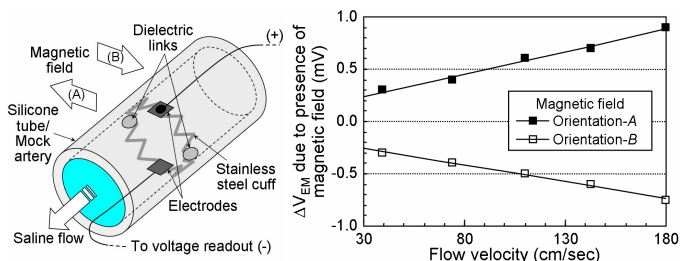 Dielectric
links
(+)
(B)
Magnetic
field
(A)
Silicone
tube/
Mock
artery
Stainless
steel cuff
Electrodes
Saline flow
To voltage readout (-)
ΔV_EM due to presence of
magnetic field (mV)
1.0
0.5
0.0
-0.5
-1.0
Magnetic field
Orientation-A
Orientation-B
30 80 130 180
Flow velocity (cm/sec)